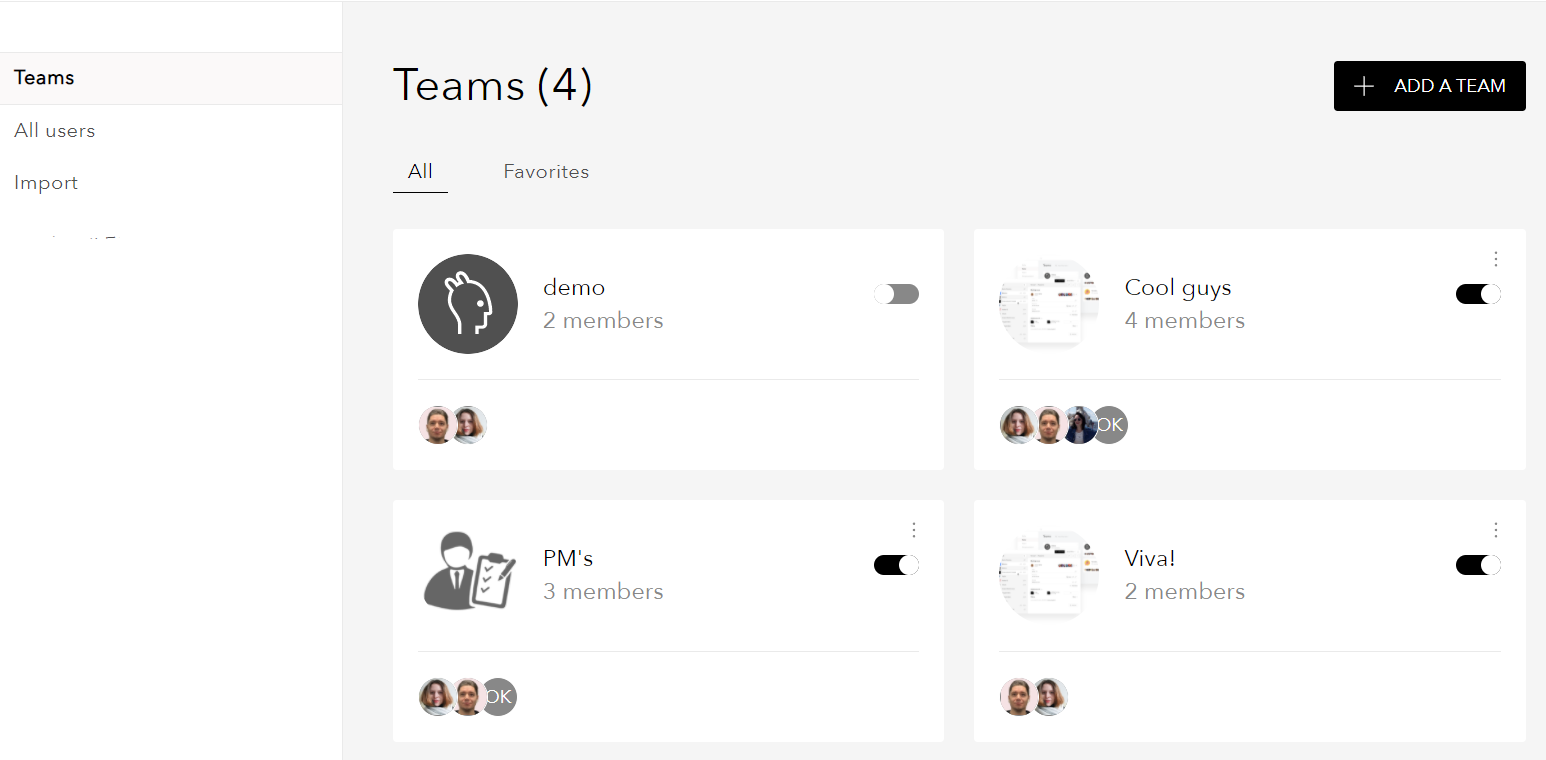 Teams
All users
Import
Teams (4)
ADD A TEAM
All
Favorites
demo
2 members
Cool guys
4 members
OK
PM's
3 members
OK
Viva!
2 members